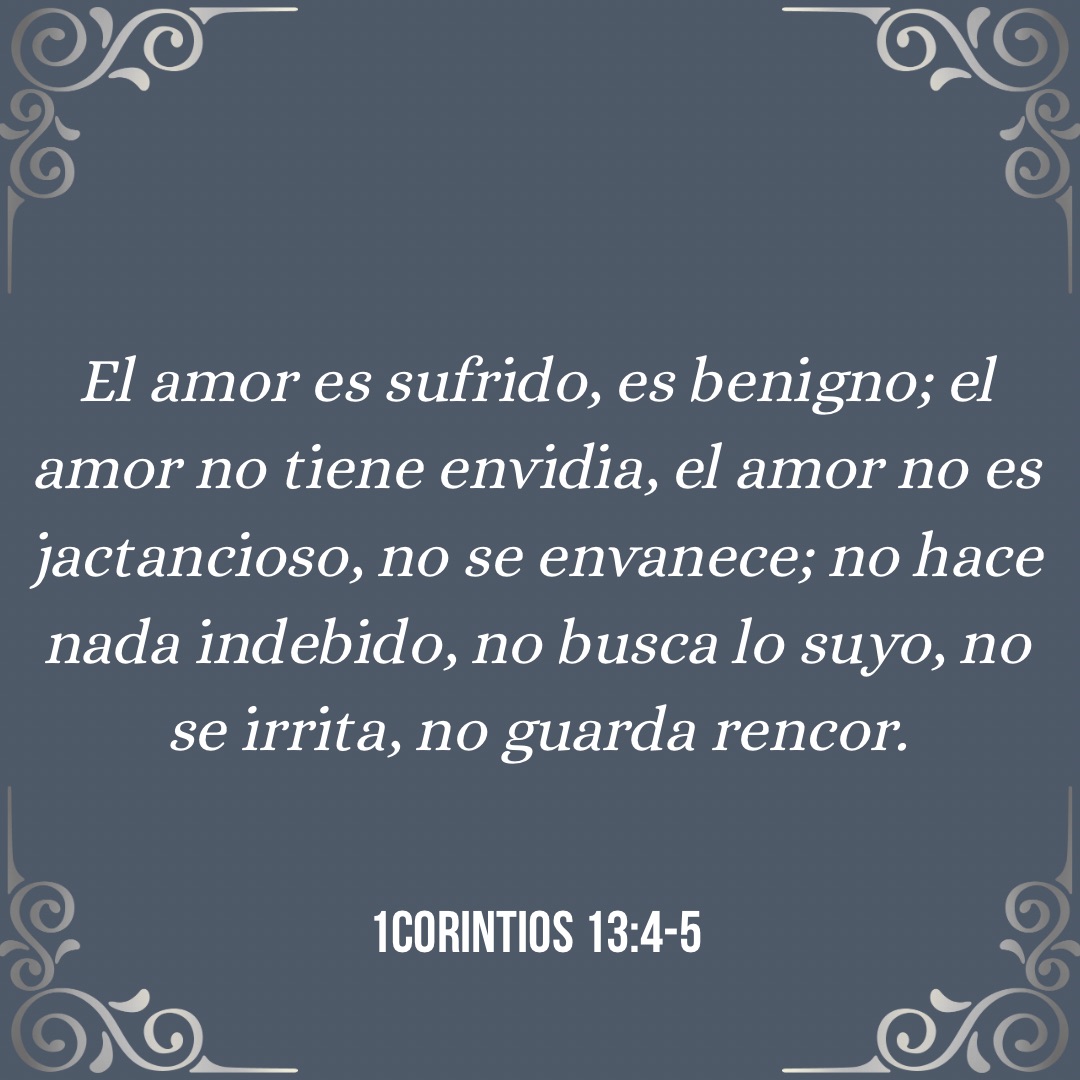 El amor es sufrido, es benigno; el
amor no tiene envidia, el amor no es
jactancioso, no se envanece; no hace
nada indebido, no busca lo suyo, no
se irrita, no guarda rencor.
1CORINTIOS 13:4-5